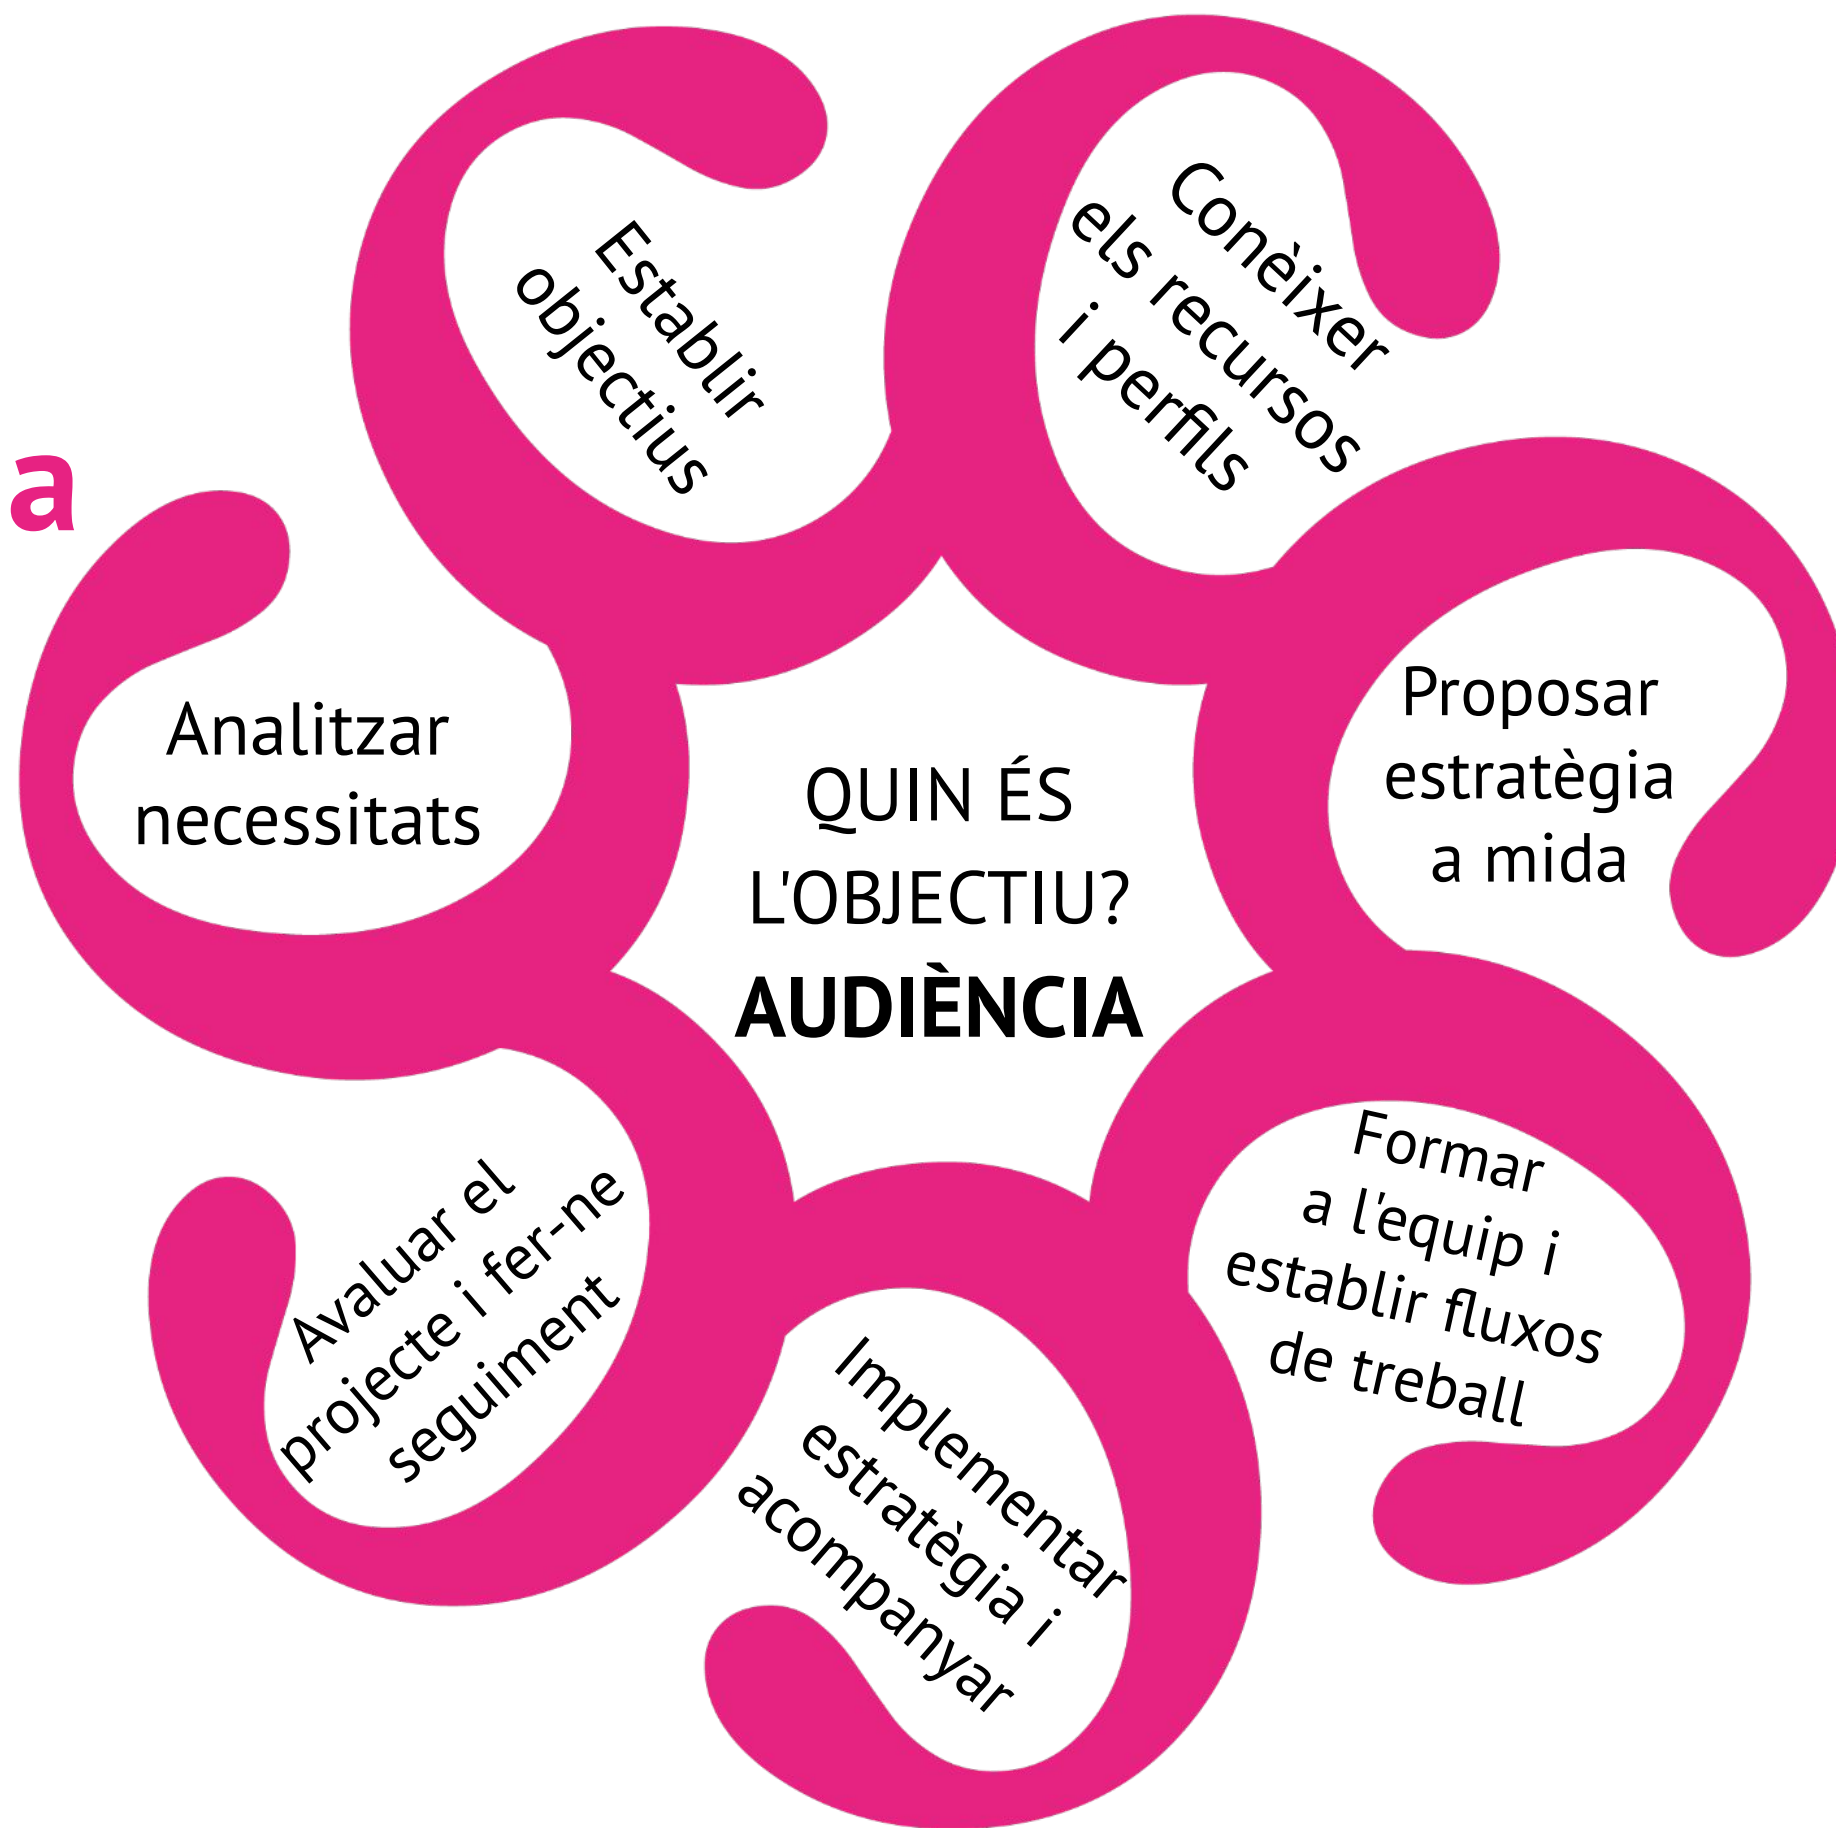 a
Establir
objectius
Conèixer
els recursos
i perfils
Proposar
estratègia
a mida
Analitzar
necessitats
QUIN ÉS
L'OBJECTIU?
AUDIÈNCIA
Formar
a l'equip i
establir fluxos
de treball
Avaluar el
projecte i fer-ne
seguiment
Implementar
estratègia i
acompanyar